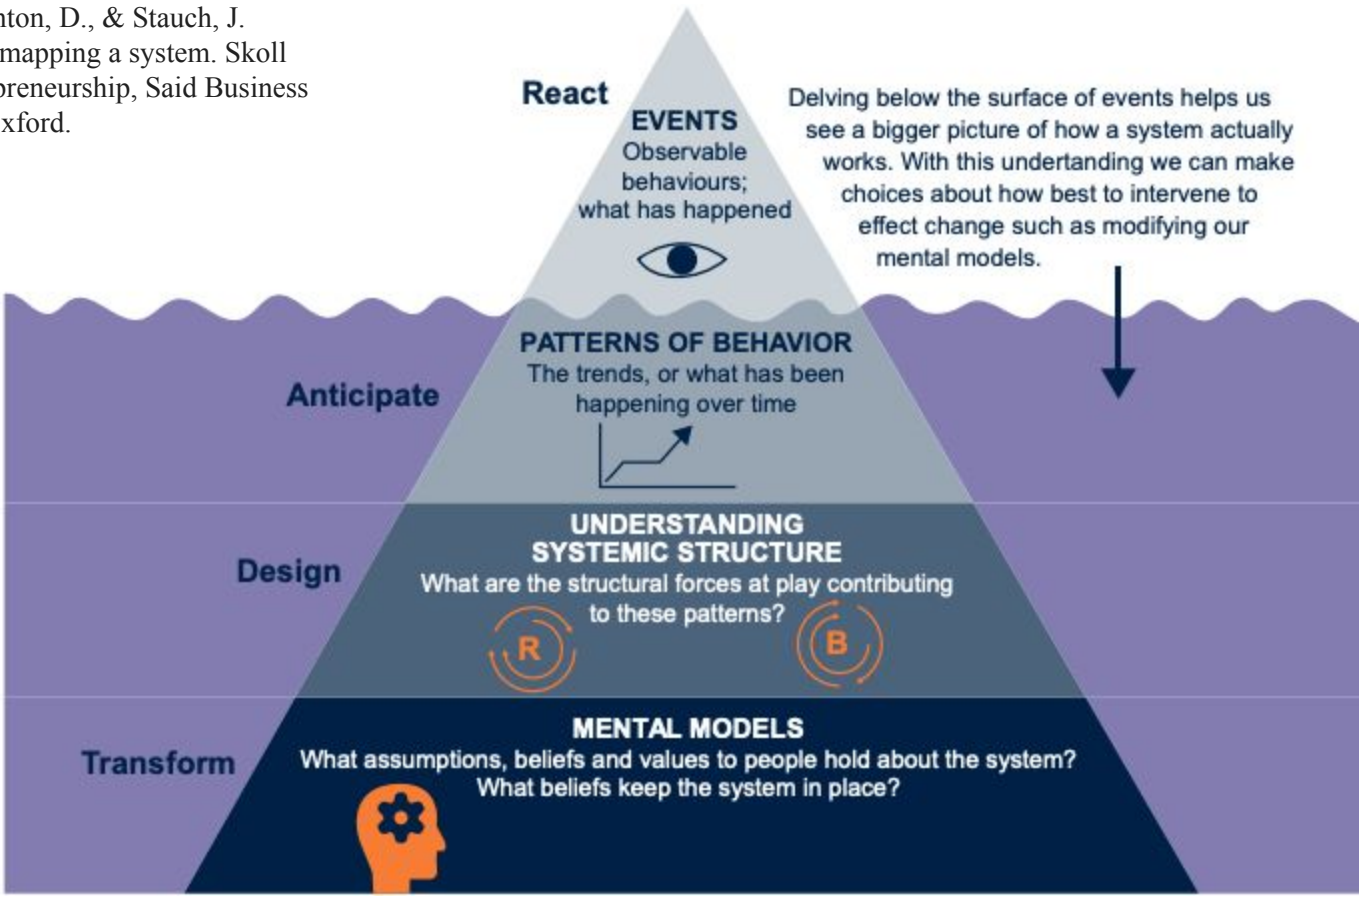 nton, D., & Stauch, J.
mapping a system. Skoll
preneurship, Said Business
xford.
React
EVENTS
Observable
behaviours;
what has happened
Delving below the surface of events helps us
see a bigger picture of how a system actually
works. With this undertanding we can make
choices about how best to intervene to
effect change such as modifying our
mental models.
Anticipate
PATTERNS OF BEHAVIOR
The trends, or what has been
happening over time
Design
UNDERSTANDING
SYSTEMIC STRUCTURE
What are the structural forces at play contributing
to these patterns?
R
B
Transform
MENTAL MODELS
What assumptions, beliefs and values to people hold about the system?
What beliefs keep the system in place?